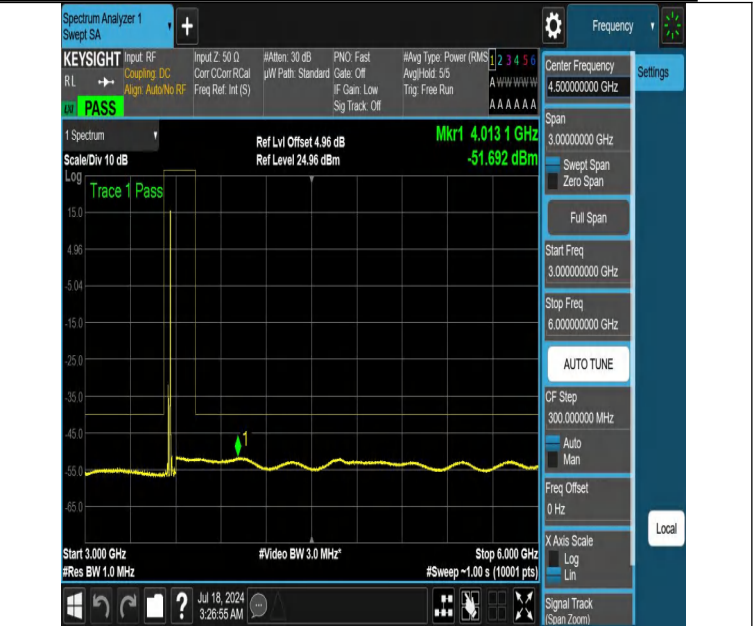 Spectrum Analyzer 1
Swept SA
+
Frequency
KEYSIGHT
RL
PASS
Input: RF
Coupling: DC
Align: Auto/No RF
Input Z: 50 Ω
Corr CCorr RCal
Freq Ref: Int (S)
#Atten: 30 dB
µW Path: Standard
PNO: Fast
Gate: Off
IF Gain: Low
Sig Track: Off
#Avg Type: Power (RMS
Avg|Hold: 5/5
Trig: Free Run
1 2 3 4 5 6
A W W W W W
A A A A A A
Center Frequency
4.500000000 GHz
Settings
1 Spectrum
Scale/Div 10 dB
Ref Lvl Offset 4.96 dB
Ref Level 24.96 dBm
Mkr1 4.013 1 GHz
-51.692 dBm
Log
Trace 1 Pass
15.0
4.96
-5.04
-15.0
-25.0
-35.0
-45.0
-55.0
-65.0
1
Start 3.000 GHz
#Res BW 1.0 MHz
#Video BW 3.0 MHz*
Stop 6.000 GHz
#Sweep ~1.00 s (10001 pts)
Span
3.00000000 GHz
Swept Span
Zero Span
Full Span
Start Freq
3.000000000 GHz
Stop Freq
6.000000000 GHz
AUTO TUNE
CF Step
300.000000 MHz
Auto
Man
Freq Offset
0 Hz
X Axis Scale
Log
Lin
Local
Signal Track
(Span Zoom)
?
Jul 18, 2024
3:26:55 AM